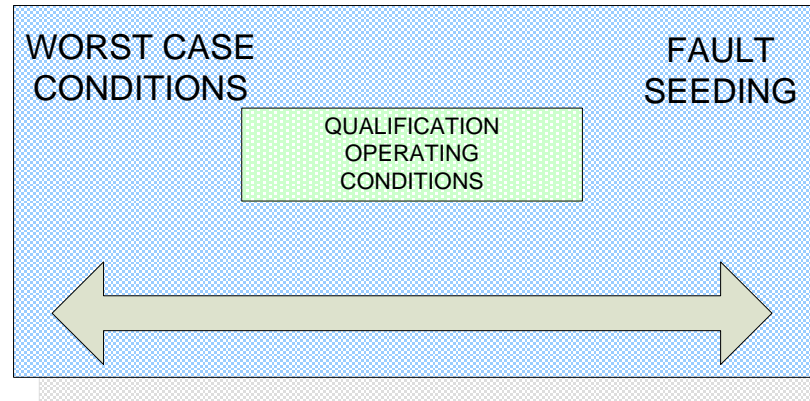 WORST CASE
CONDITIONS
FAULT
SEEDING
QUALIFICATION
OPERATING
CONDITIONS